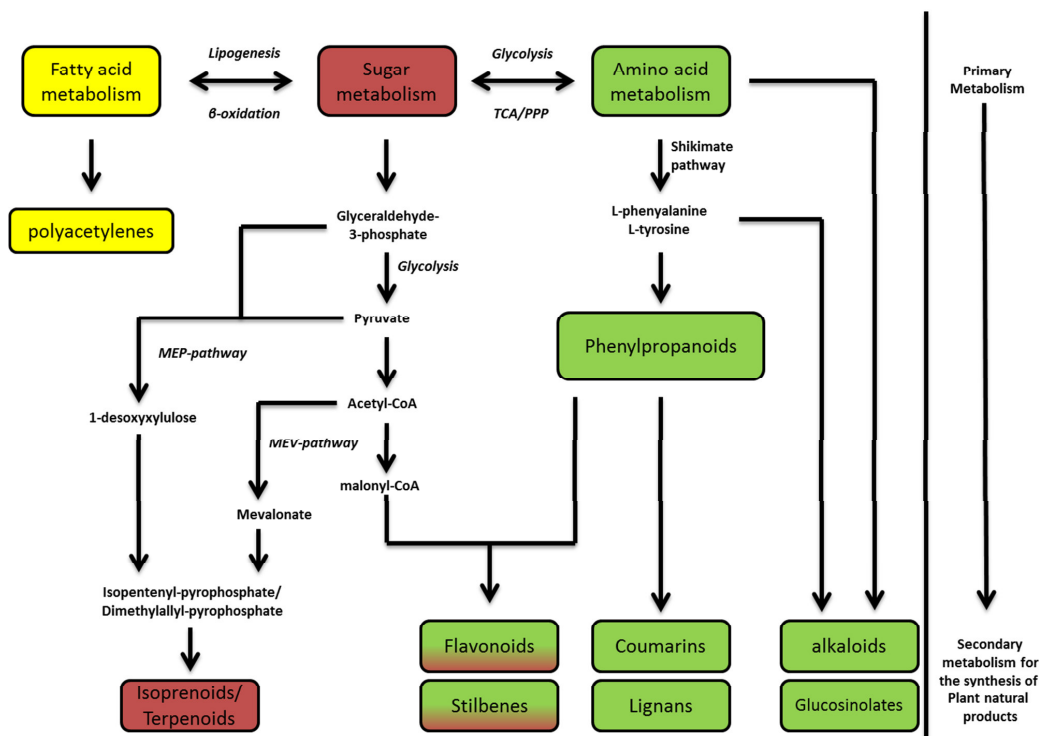 Lipogenesis
Glycolysis
Fatty acid
metabolism
Sugar
metabolism
Amino acid
metabolism
Primary
Metabolism
β-oxidation
TCA/PPP
Shikimate
pathway
polyacetylenes
Glyceraldehyde-
3-phosphate
L-phenyalanine
L-tyrosine
Glycolysis
Pyruvate
Phenylpropanoids
MEP-pathway
1-desoxyxylulose
Acetyl-CoA
MEV-pathway
malonyl-CoA
Mevalonate
Isopentenyl-pyrophosphate/
Dimethylallyl-pyrophosphate
Flavonoids
Coumarins
alkaloids
Secondary
metabolism for
the synthesis of
Plant natural
products
Isoprenoids/
Terpenoids
Stilbenes
Lignans
Glucosinolates